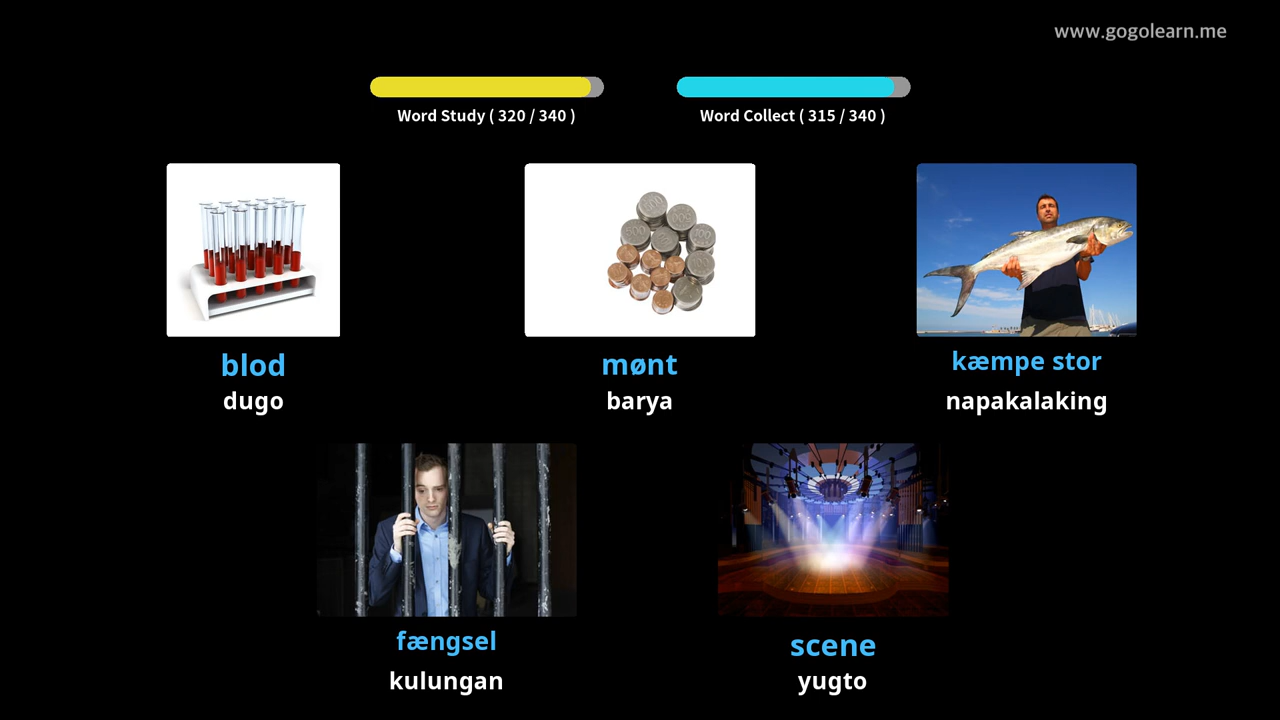 www.gogolearn.me
Word Study ( 320 / 340 )
Word Collect ( 315 / 340 )
blod
dugo
mønt
barya
kæmpe stor
napakalaking
fængsel
kulungan
scene
yugto